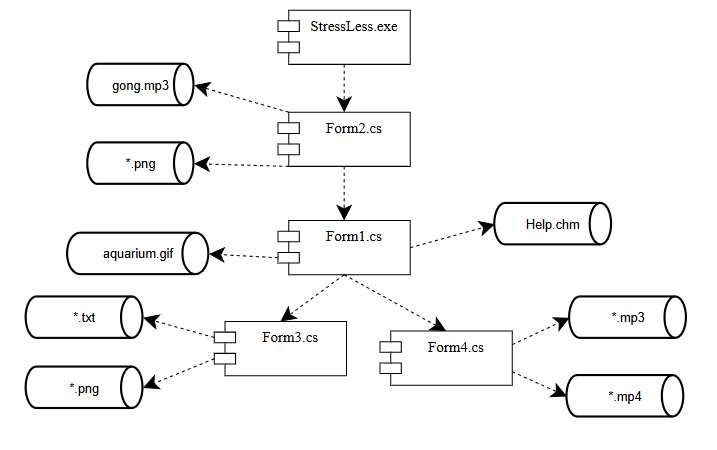 StressLess.exe
gong.mp3
Form2.cs
*.png
Form1.cs
Help.chm
aquarium.gif
*.txt
Form3.cs
Form4.cs
*.mp3
*.png
*.mp4